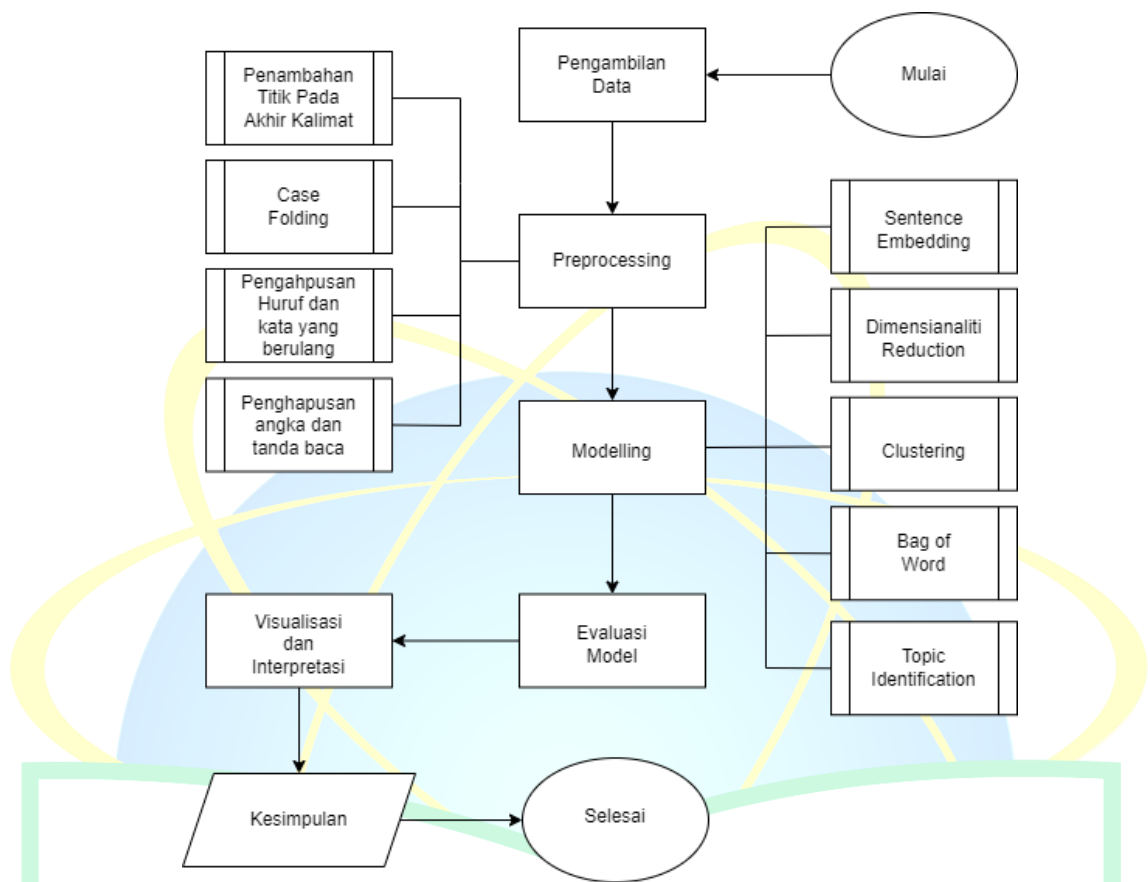 Mulai
Pengambilan
Data
Preprocessing
Penambahan
Titik Pada
Akhir Kalimat
Case
Folding
Pengahpusan
Huruf dan
kata yang
berulang
Penghapusan
angka dan
tanda baca
Modelling
Sentence
Embedding
Dimensianaliti
Reduction
Clustering
Bag of
Word
Topic
Identification
Evaluasi
Model
Visualisasi
dan
Interpretasi
Kesimpulan
Selesai